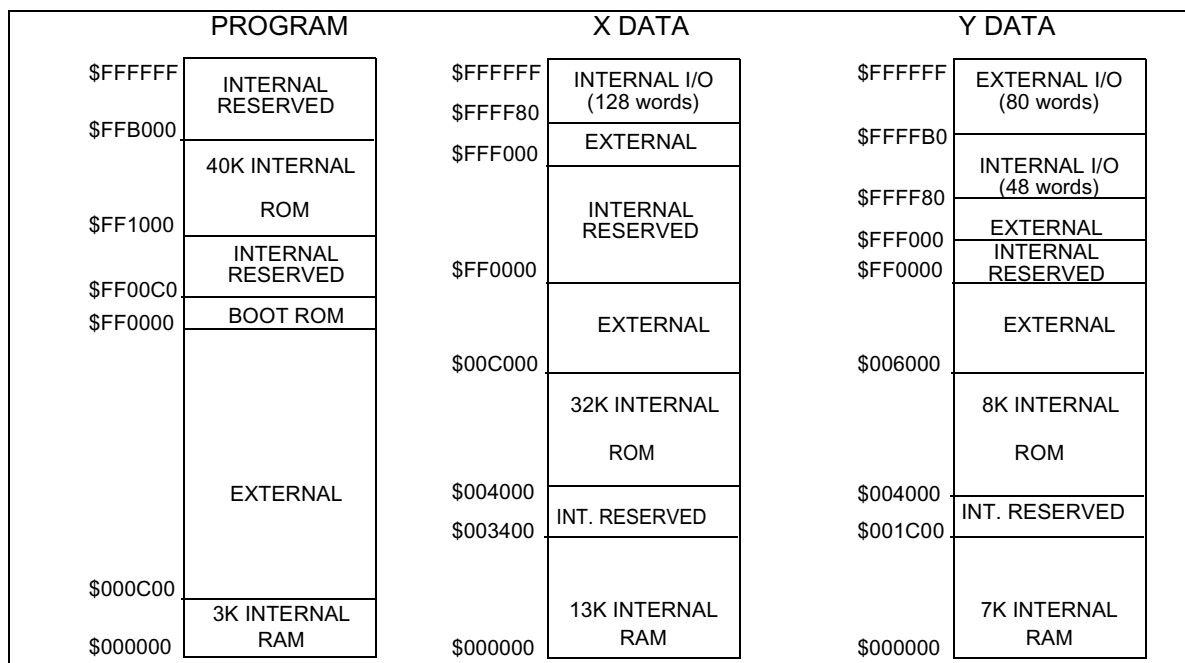 PROGRAM
$FFFFFF
INTERNAL
RESERVED
$FFB000
40K INTERNAL
ROM
$FF1000
INTERNAL
RESERVED
$FF00C0
BOOT ROM
$FF0000
EXTERNAL
$000C00
3K INTERNAL
RAM
$000000
X DATA
$FFFFFF
INTERNAL I/O
(128 words)
$FFFF80
EXTERNAL
$FFF000
INTERNAL
RESERVED
$FF0000
EXTERNAL
$00C000
32K INTERNAL
ROM
$004000
INT. RESERVED
$003400
13K INTERNAL
RAM
$000000
Y DATA
$FFFFFF
EXTERNAL I/O
(80 words)
$FFFFB0
INTERNAL I/O
(48 words)
$FFFF80
EXTERNAL
$FFF000
INTERNAL
RESERVED
$FF0000
EXTERNAL
$006000
8K INTERNAL
ROM
$004000
INT. RESERVED
$001C00
7K INTERNAL
RAM
$000000